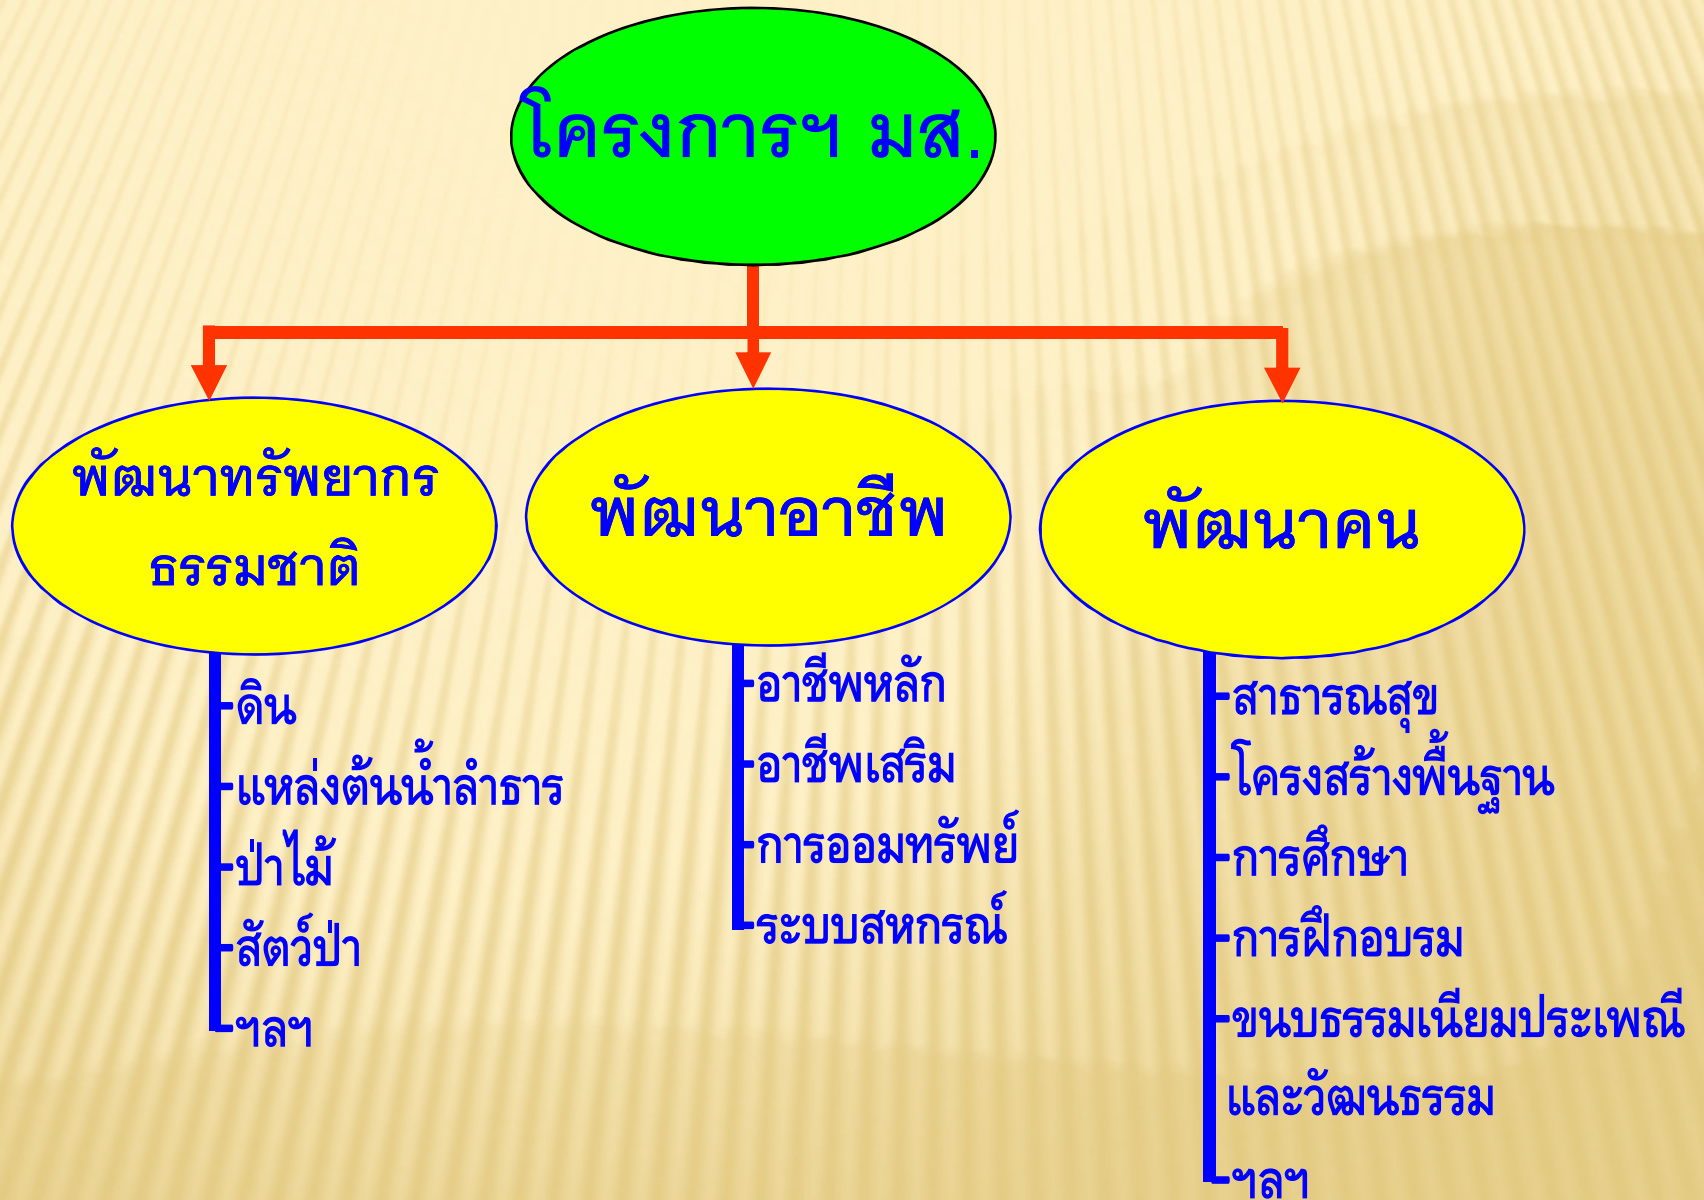 โครงการฯ มส.
พัฒนาทรัพยากร
ธรรมชาติ
-ดิน
-แหล่งต้นน้ำลำธาร
-ป่าไม้
-สัตว์ป่า
-ฯลฯ
พัฒนาอาชีพ
-อาชีพหลัก
-อาชีพเสริม
-การออมทรัพย์
-ระบบสหกรณ์
พัฒนาคน
-สาธารณสุข
-โครงสร้างพื้นฐาน
-การศึกษา
-การฝึกอบรม
-ขนบธรรมเนียมประเพณี
และวัฒนธรรม
-ฯลฯ